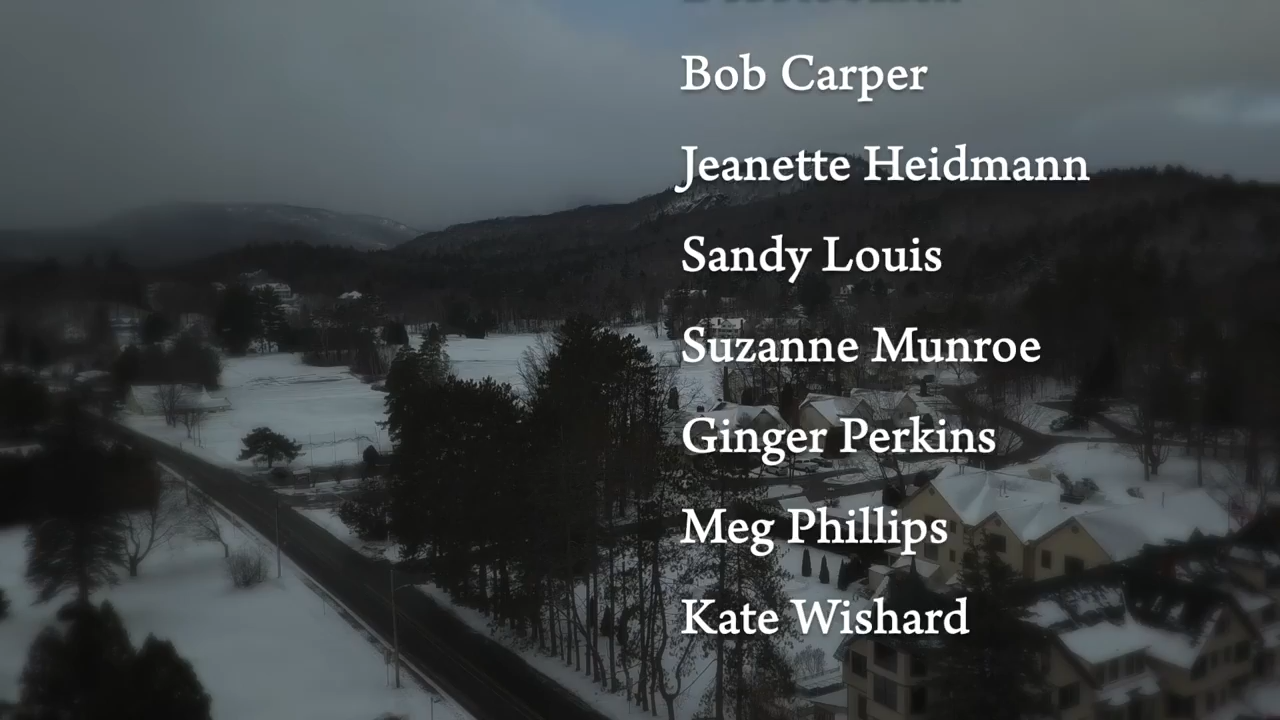 Bob Carper
Jeanette Heidmann
Sandy Louis
Suzanne Munroe
Ginger Perkins
Meg Phillips
Kate Wishard